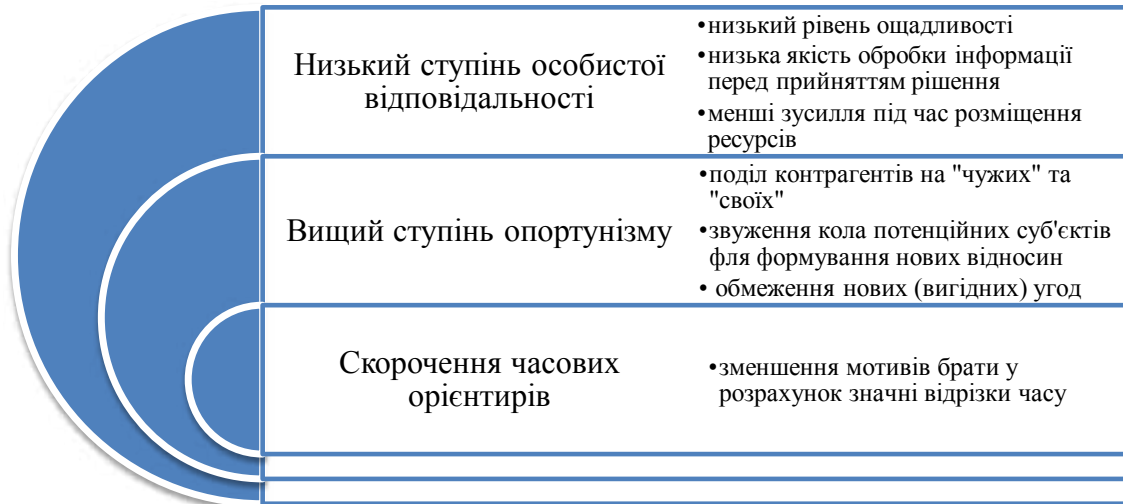 Низький ступінь особистої
відповідальності
•низький рівень ощадливості
•низька якість обробки інформації
перед прийняттям рішення
•менші зусилля під час розміщення
ресурсів
Вищий ступінь опортунізму
•поділ контрагентів на "чужих" та
"своїх"
•звуження кола потенційних суб'єктів
фля формування нових відносин
• обмеження нових (вигідних) угод
Скорочення часових
орієнтирів
•зменшення мотивів брати у
розрахунок значні відрізки часу